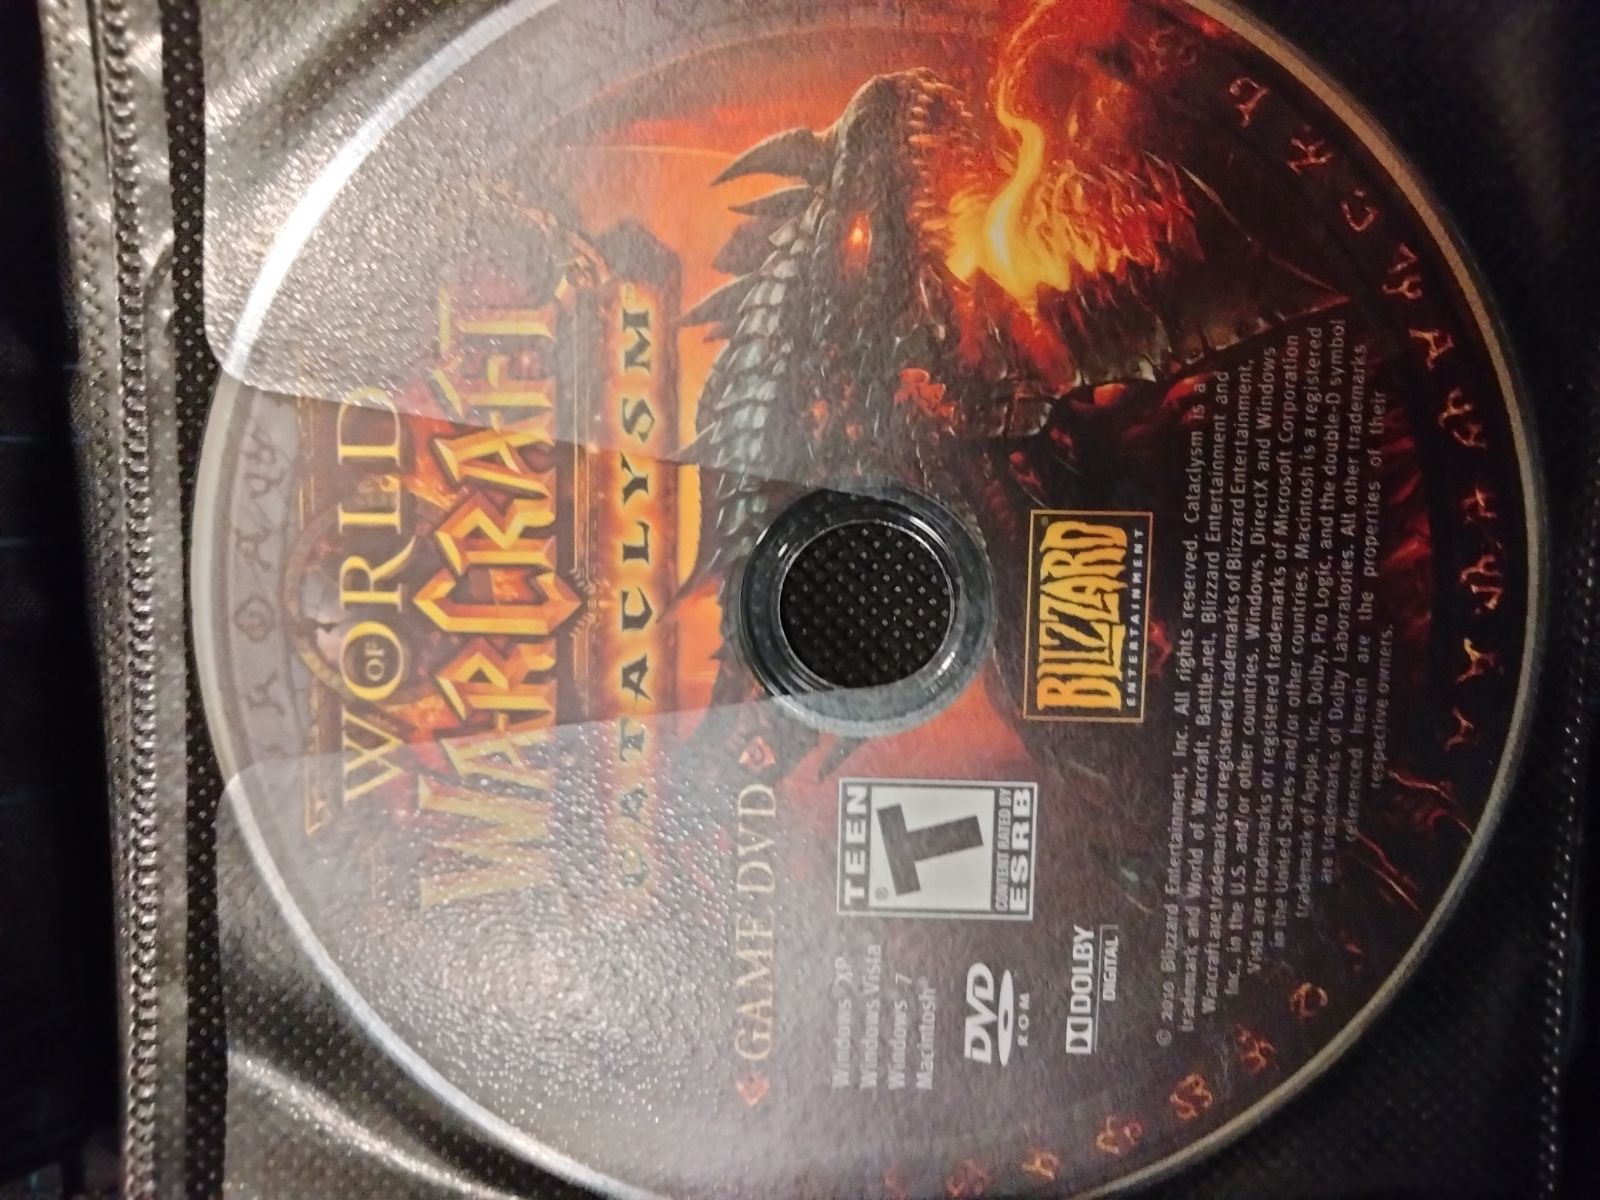 WORLD
OF
WARCRAFT
CATACLYSM™
GAME DVD
Windows® XP
Windows Vista
Windows® 7
Macintosh®
TEEN
T
®
CONTENT RATED BY
ESRB
DVD
ROM
DOLBY
DIGITAL
BLIZZARD®
ENTERTAINMENT
© 2010 Blizzard Entertainment, Inc. All rights reserved. Cataclysm is a
trademark and World of Warcraft, Battle.net, Blizzard Entertainment and
Warcraft are trademarks or registered trademarks of Blizzard Entertainment,
Inc., in the U.S. and/or other countries. Windows, DirectX and Windows
Vista are trademarks or registered trademarks of Microsoft Corporation
in the United States and/or other countries. Macintosh is a registered
trademark of Apple, Inc. Dolby, Pro Logic, and the double-D symbol
are trademarks of Dolby Laboratories. All other trademarks
referenced herein are the properties of their
respective owners.